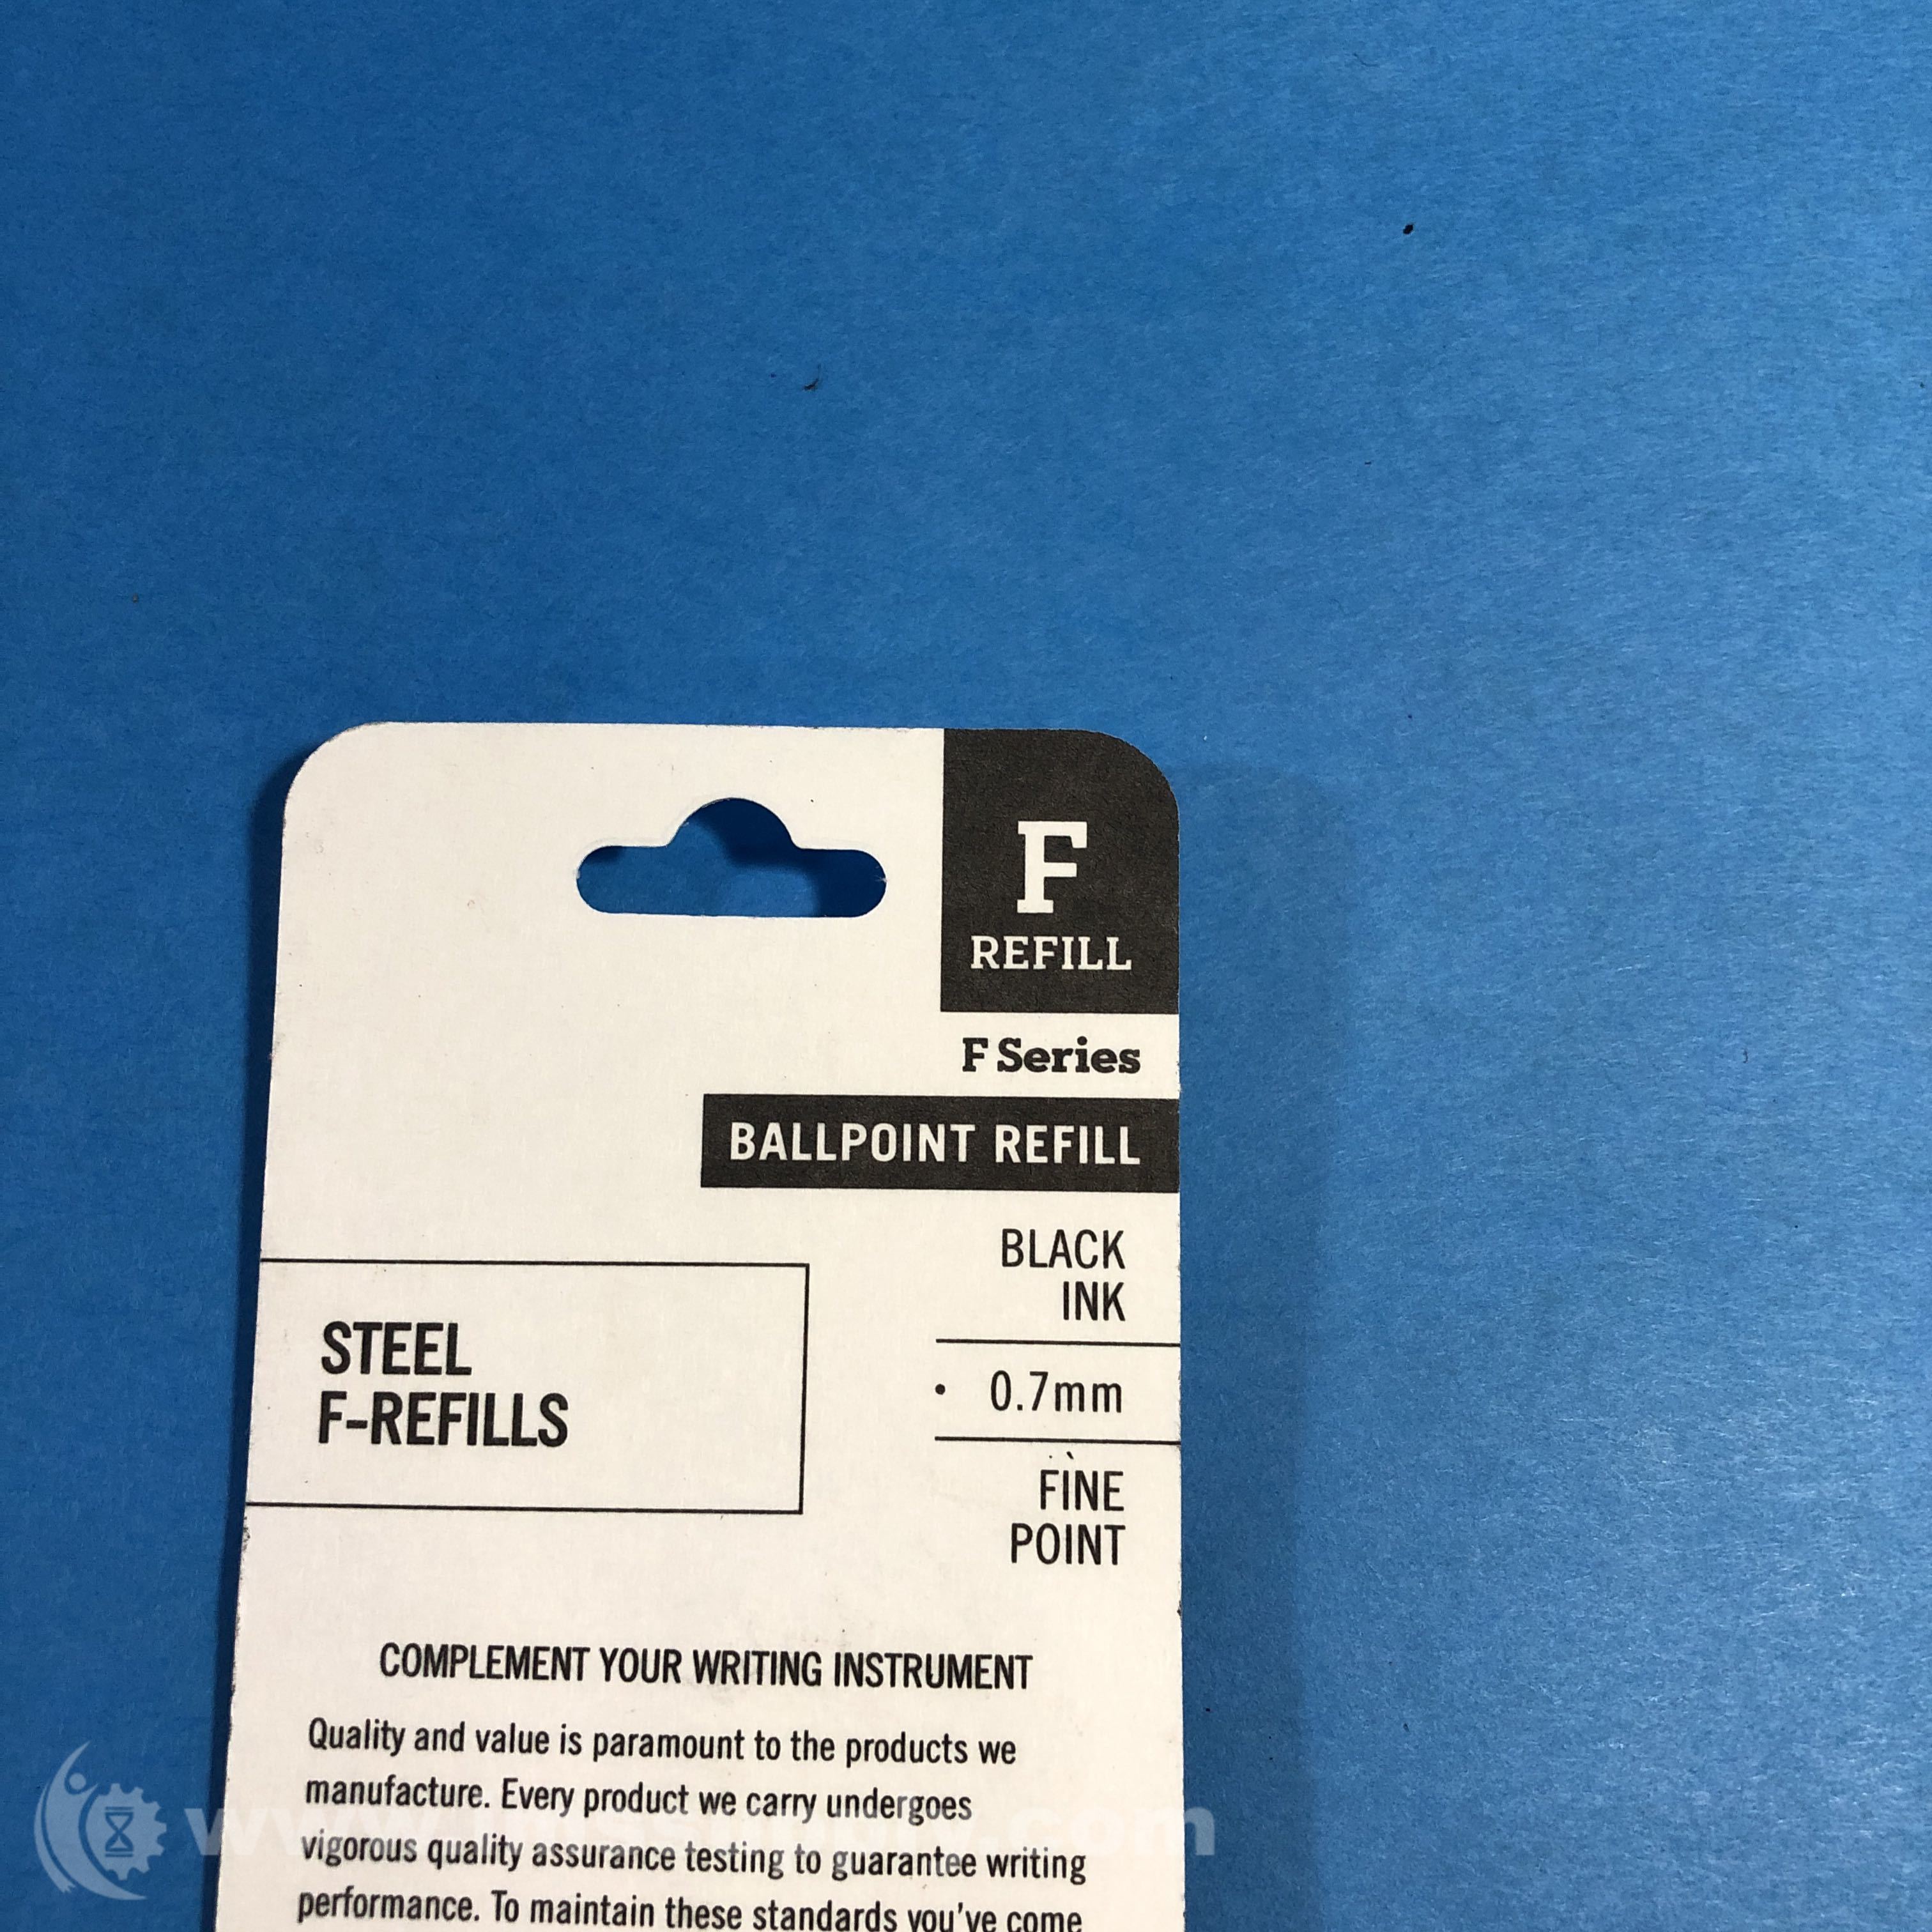 F
REFILL
F Series
BALLPOINT REFILL
BLACK
INK
0.7mm
FINE
POINT
STEEL
F-REFILLS
COMPLEMENT YOUR WRITING INSTRUMENT
Quality and value is paramount to the products we
manufacture. Every product we carry undergoes
vigorous quality assurance testing to guarantee writing
performance. To maintain these standards you've come